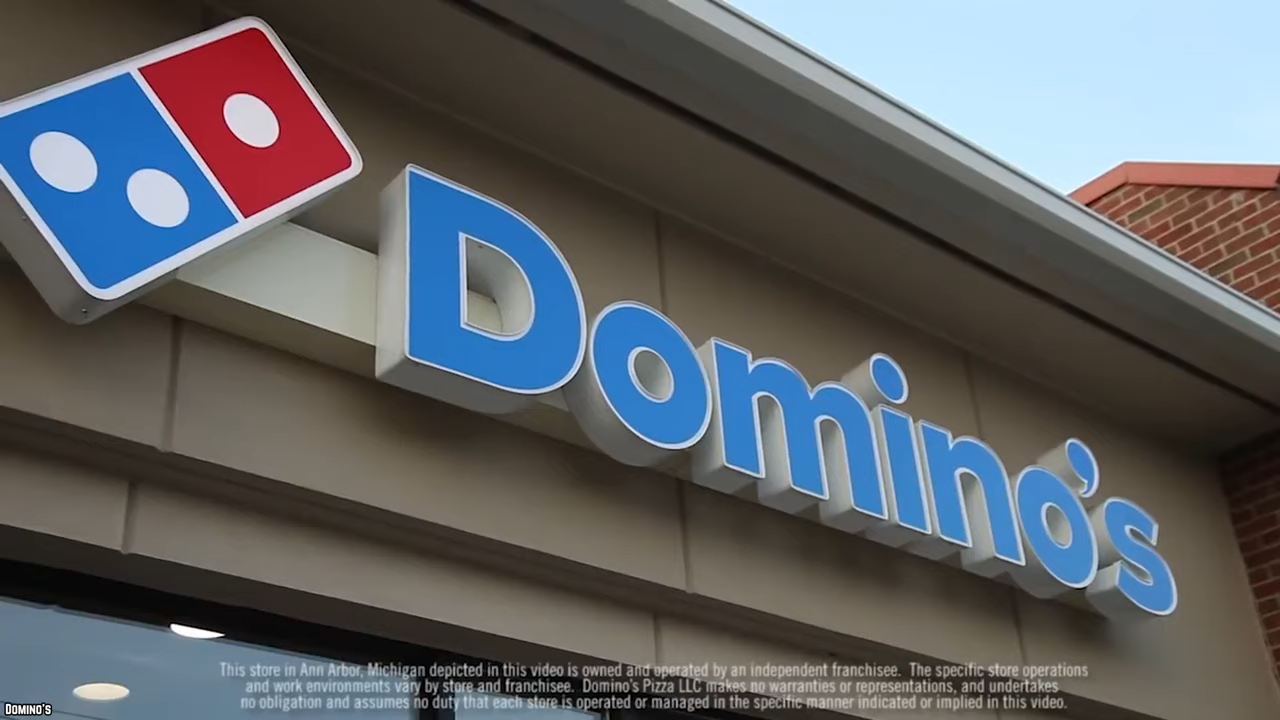 Domino's
This store in Ann Arbor, Michigan depicted in this video is owned and operated by an independent franchisee. The specific store operations
and work environments vary by store and franchisee. Domino's Pizza LLC makes no warranties or representations, and undertakes
no obligation and assumes no duty that each store is operated or managed in the specific manner indicated or implied in this video.
Domino's